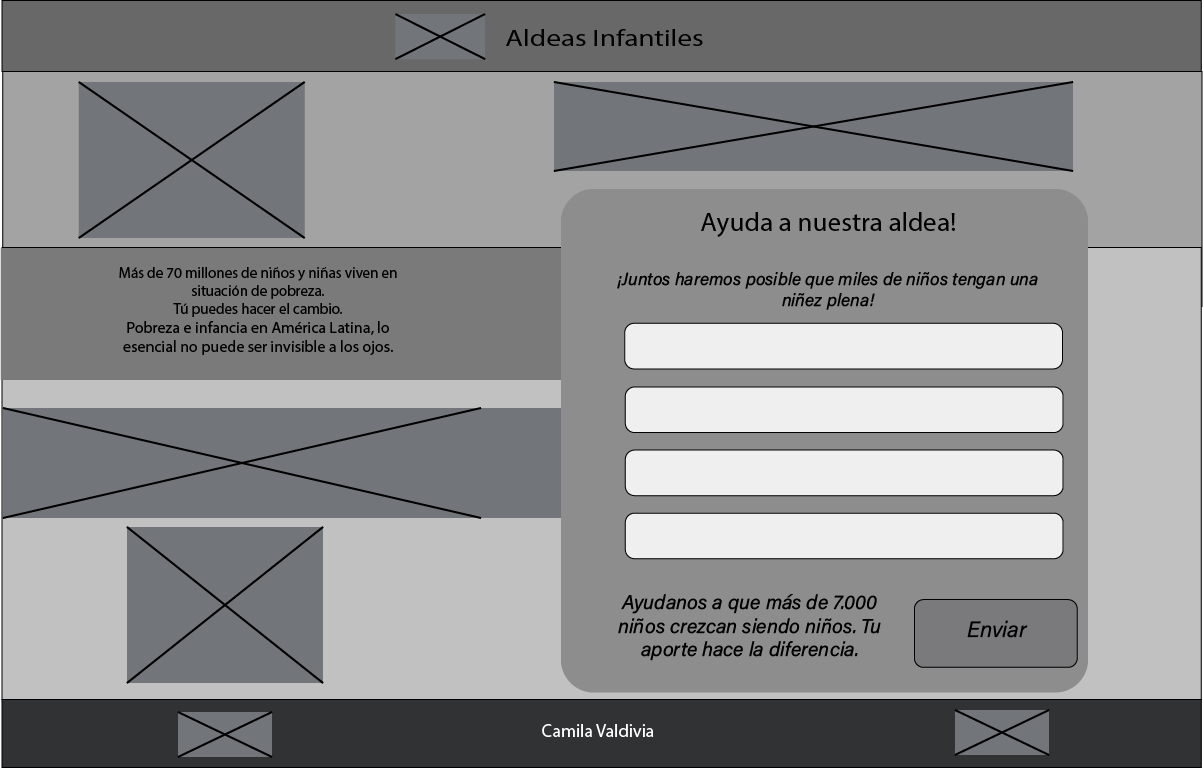 Aldeas Infantiles
Más de 70 millones de niños y niñas viven en
situación de pobreza.
Tú puedes hacer el cambio.
Pobreza e infancia en América Latina, lo
esencial no puede ser invisible a los ojos.
Ayuda a nuestra aldea!
¡Juntos haremos posible que miles de niños tengan una
niñez plena!
Ayudanos a que más de 7.000
niños crezcan siendo niños. Tu
aporte hace la diferencia.
Enviar
Camila Valdivia